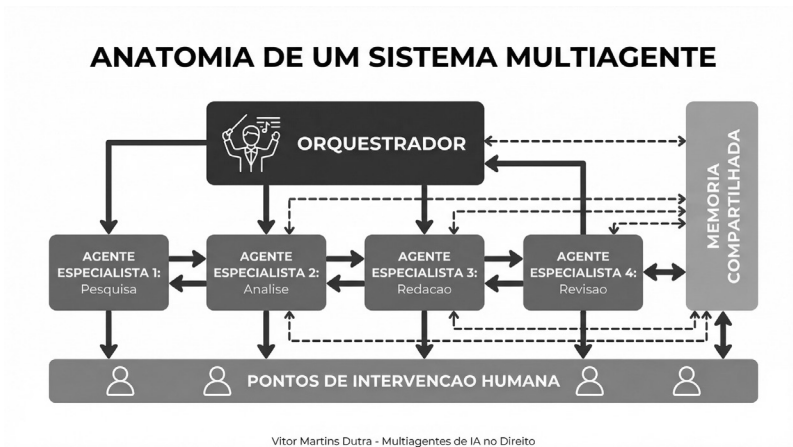 ANATOMIA DE UM SISTEMA MULTIAGENTE
ORQUESTRADOR
MEMORIA
COMPARTILHADA
AGENTE
ESPECIALISTA 1:
Pesquisa
AGENTE
ESPECIALISTA 2:
Analise
AGENTE
ESPECIALISTA 3:
Redacao
AGENTE
ESPECIALISTA 4:
Revisao
PONTOS DE INTERVENCAO HUMANA
Vitor Martins Dutra - Multiagentes de IA no Direito